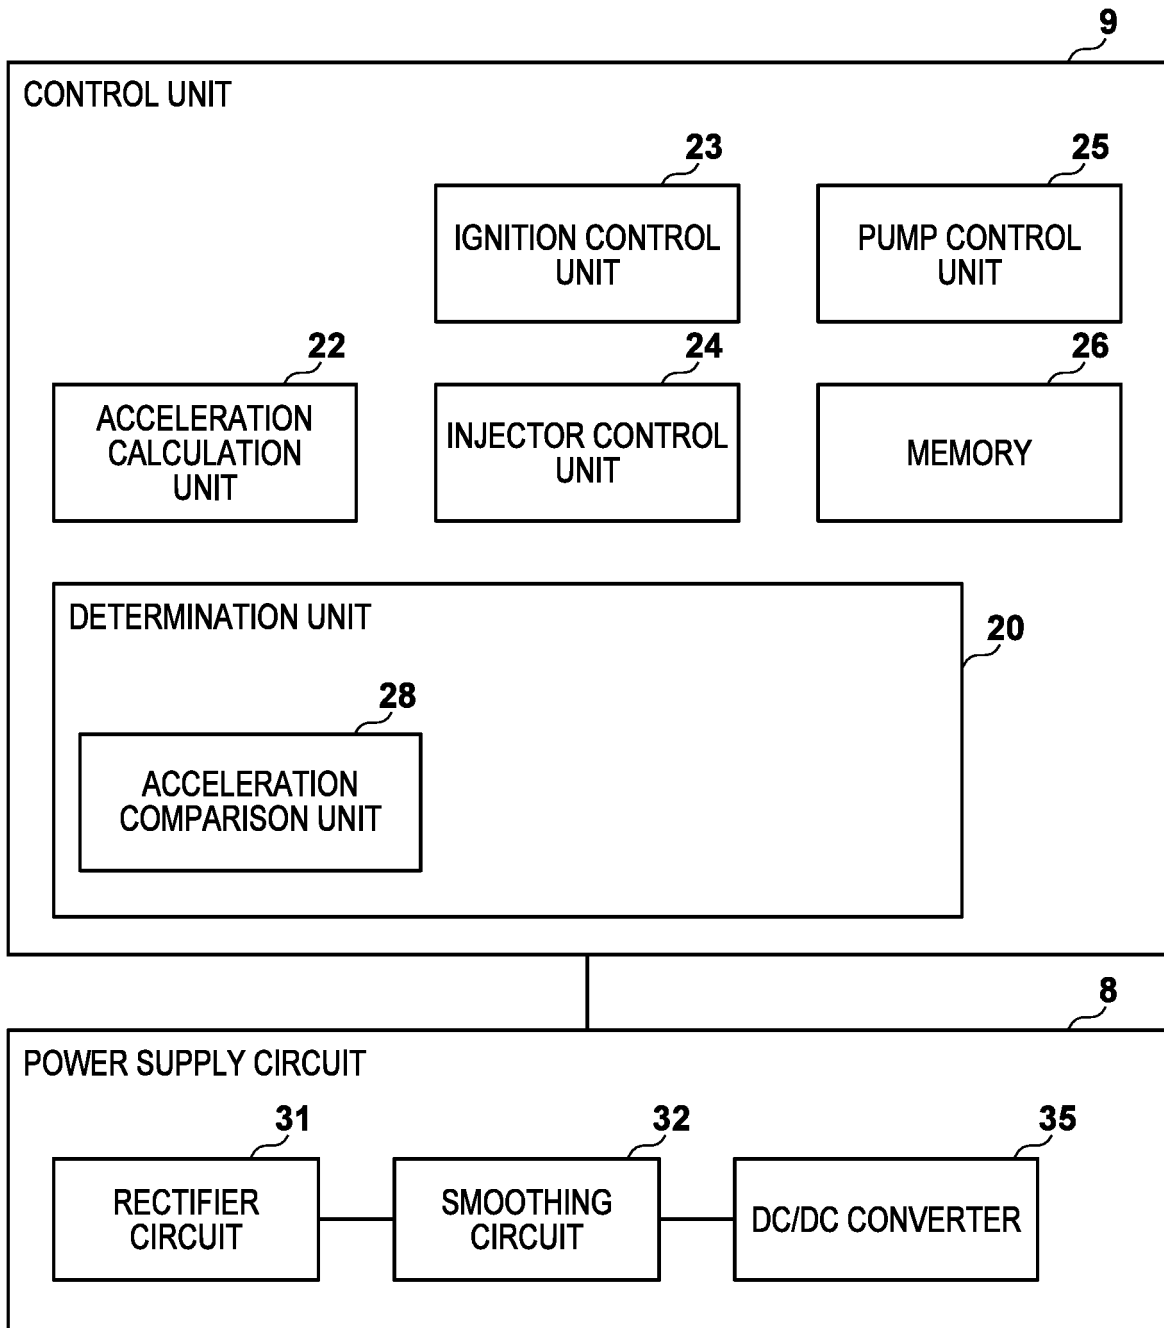 9
CONTROL UNIT
23
IGNITION CONTROL
UNIT
25
PUMP CONTROL
UNIT
22
ACCELERATION
CALCULATION
UNIT
24
INJECTOR CONTROL
UNIT
26
MEMORY
DETERMINATION UNIT
20
28
ACCELERATION
COMPARISON UNIT
8
POWER SUPPLY CIRCUIT
31
RECTIFIER
CIRCUIT
32
SMOOTHING
CIRCUIT
35
DC/DC CONVERTER